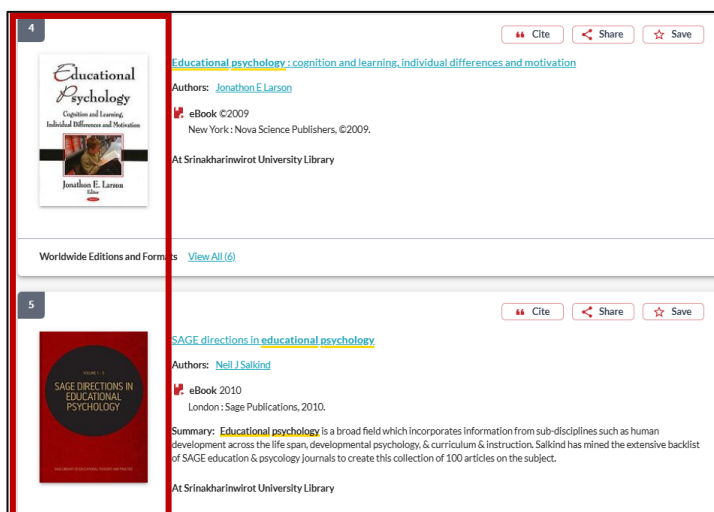 4
Cite Share Save
Educational
Psychology
Cognition and Learning,
Individual Differences and Motivation
Jonathon E. Larson
Editor
Educational psychology : cognition and learning, individual differences and motivation
Authors: Jonathon E Larson
eBook ©2009
New York : Nova Science Publishers, ©2009.
At Srinakharinwirot University Library
Worldwide Editions and Formats View All (6)
5
Cite Share Save
VOLUME 1 - 5
SAGE DIRECTIONS IN
EDUCATIONAL
PSYCHOLOGY
SAGE directions in educational psychology
Authors: Neil J Salkind
eBook 2010
London : Sage Publications, 2010.
Summary: Educational psychology is a broad field which incorporates information from sub-disciplines such as human
development across the life span, developmental psychology, & curriculum & instruction. Salkind has mined the extensive backlist
of SAGE education & psycology journals to create this collection of 100 articles on the subject.
At Srinakharinwirot University Library